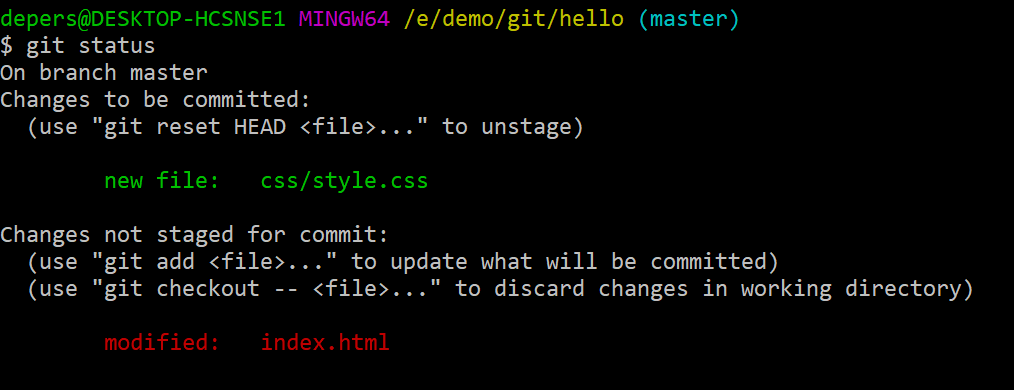 depers@DESKTOP-HCSNSE1 MINGW64 /e/demo/git/hello (master)
$ git status
On branch master
Changes to be committed:
  (use "git reset HEAD <file>..." to unstage)
        new file:   css/style.css
Changes not staged for commit:
  (use "git add <file>..." to update what will be committed)
  (use "git checkout -- <file>..." to discard changes in working directory)
        modified:   index.html